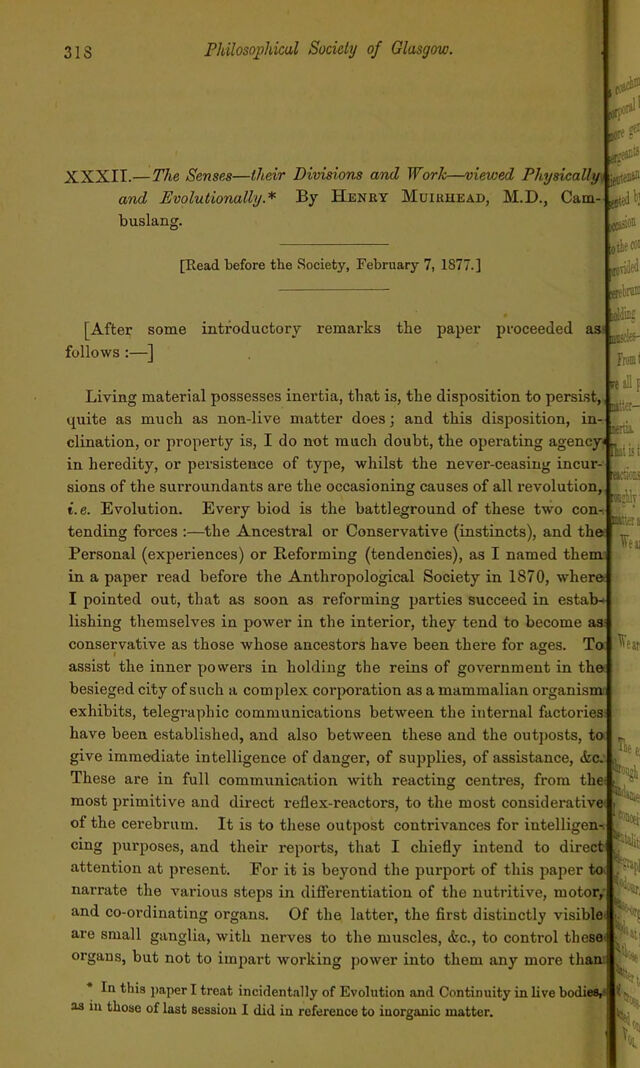 318 Philosophical Society of Glasgow.
XXXII.—The Senses—their Divisions and Work—viewed Physically
and Evolutionally.* By Henry Muirhead, M.D., Cam-
buslang.
[Read before the Society, February 7, 1877.]
[After some introductory remarks the paper proceeded as
follows :—]
Living material possesses inertia, that is, the disposition to persist,
quite as much as non-live matter does; and this disposition, in-
clination, or property is, I do not much doubt, the operating agency
in heredity, or persistence of type, whilst the never-ceasing incur-
sions of the surroundants are the occasioning causes of all revolution,
i.e. Evolution. Every biod is the battleground of these two con-
tending forces :—the Ancestral or Conservative (instincts), and the
Personal (experiences) or Reforming (tendencies), as I named them
in a paper read before the Anthropological Society in 1870, where
I pointed out, that as soon as reforming parties succeed in estab-
lishing themselves in power in the interior, they tend to become as
conservative as those whose ancestors have been there for ages. To
assist the inner powers in holding the reins of government in the
besieged city of such a complex corporation as a mammalian organism
exhibits, telegraphic communications between the internal factories
have been established, and also between these and the outposts, to
give immediate intelligence of danger, of supplies, of assistance, &c.
These are in full communication with reacting centres, from the
most primitive and direct reflex-reactors, to the most considerative
of the cerebrum. It is to these outpost contrivances for intelligen-
cing purposes, and their reports, that I chiefly intend to direct
attention at present. For it is beyond the purport of this paper to
narrate the various steps in differentiation of the nutritive, motor,
and co-ordinating organs. Of the latter, the first distinctly visible
are small ganglia, with nerves to the muscles, &c., to control these
organs, but not to impart working power into them any more than
* In this paper I treat incidentally of Evolution and Continuity in live bodies,
as in those of last session I did in reference to inorganic matter.